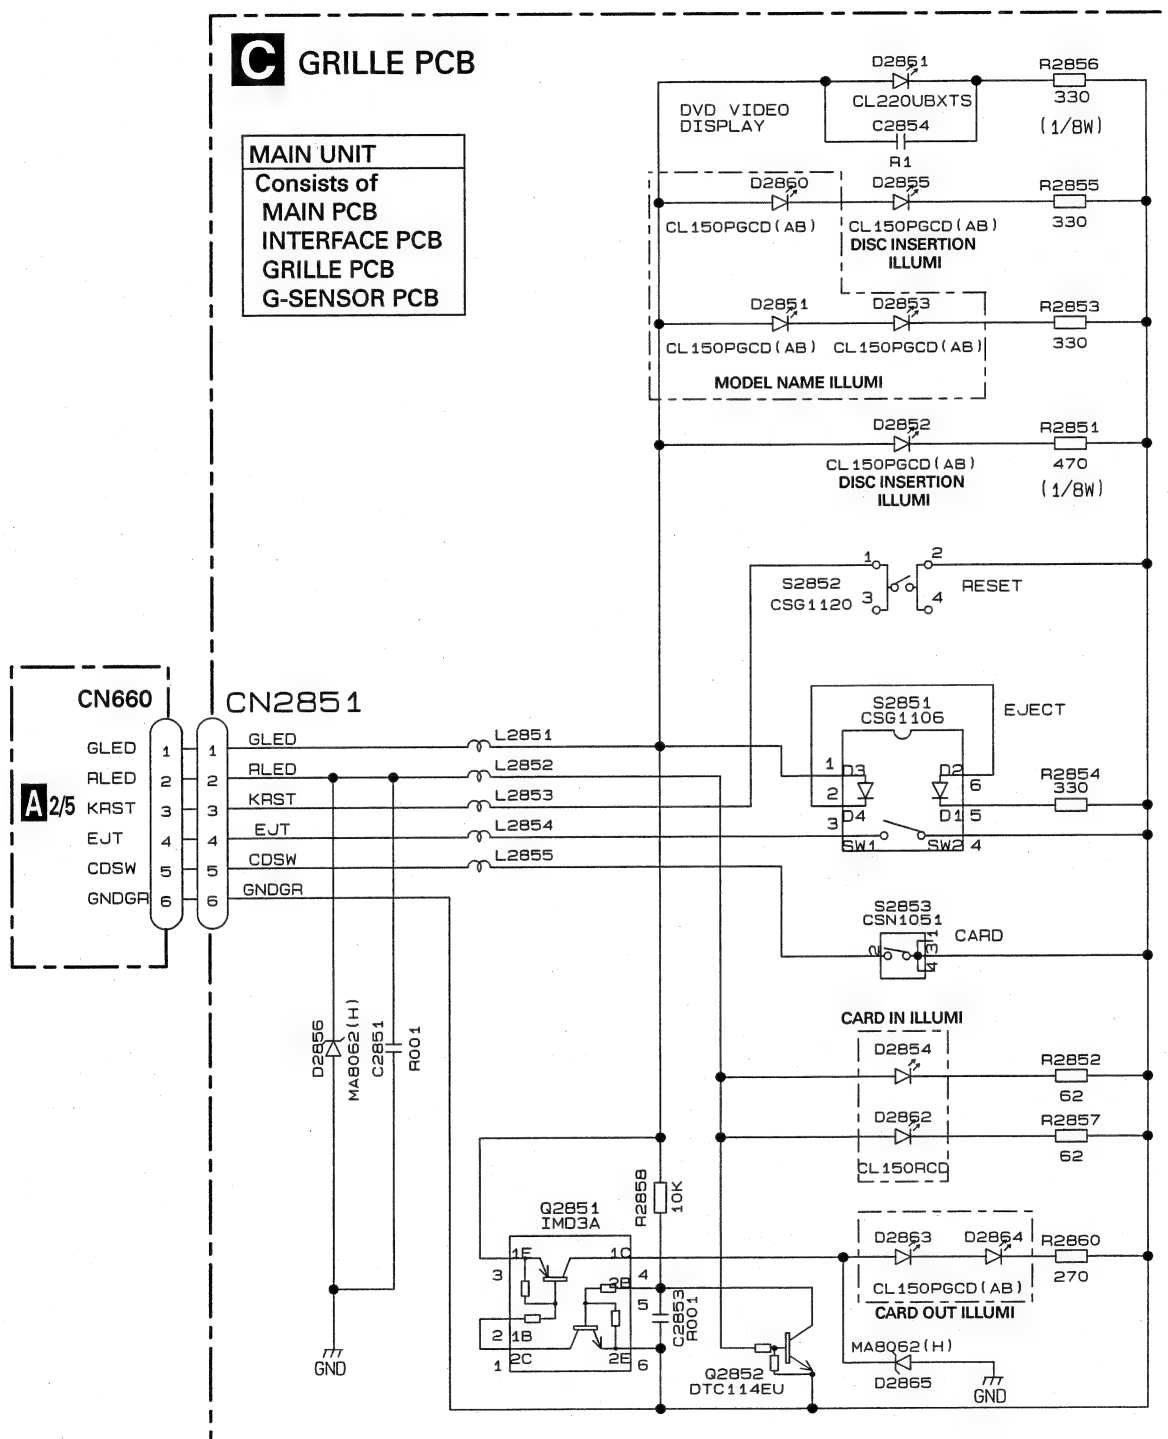 C GRILLE PCB
MAIN UNIT
Consists of
MAIN PCB
INTERFACE PCB
GRILLE PCB
G-SENSOR PCB
DVD VIDEO
DISPLAY
D2861
CL220UBXTS
C2854
R1
R2856
330
(1/8W)
D2860
CL150PGCD(AB)
D2855
CL150PGCD(AB)
DISC INSERTION
ILLUMI
R2855
330
D2851
CL150PGCD(AB)
D2853
CL150PGCD(AB)
R2853
330
MODEL NAME ILLUMI
D2852
CL150PGCD(AB)
DISC INSERTION
ILLUMI
R2851
470
(1/8W)
1
2
S2852
CSG1120
3
4
RESET
CN660
CN2851
A 2/5
GLED 1 1 GLED L2851
RLED 2 2 RLED L2852
KRST 3 3 KRST L2853
EJT 4 4 EJT L2854
CDSW 5 5 CDSW L2855
GNDGR 6 6 GNDGR
S2851
CSG1106
EJECT
1 D3 D2 6
2 D4 D1 5
3 SW1 SW2 4
R2854
330
S2853
CSN1051
CARD
2
1
3
4
D2856
MA8062(H)
C2851
R001
GND
CARD IN ILLUMI
D2854
R2852
62
D2862
CL150RCD
R2857
62
R2858
10K
Q2851
IMD3A
3 1E 1C 4
2B 5
2 1B
1 2C 2E 6
C2853
R001
D2863
D2864
CL150PGCD(AB)
CARD OUT ILLUMI
R2860
270
Q2852
DTC114EU
MA8062(H)
D2865
GND